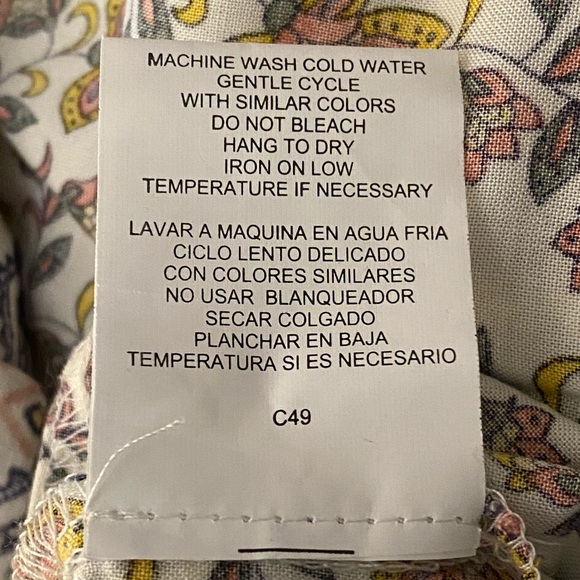 MACHINE WASH COLD WATER
GENTLE CYCLE
WITH SIMILAR COLORS
DO NOT BLEACH
HANG TO DRY
IRON ON LOW
TEMPERATURE IF NECESSARY
LAVAR A MAQUINA EN AGUA FRIA
CICLO LENTO DELICADO
CON COLORES SIMILARES
NO USAR BLANQUEADOR
SECAR COLGADO
PLANCHAR EN BAJA
TEMPERATURA SI ES NECESARIO
C49